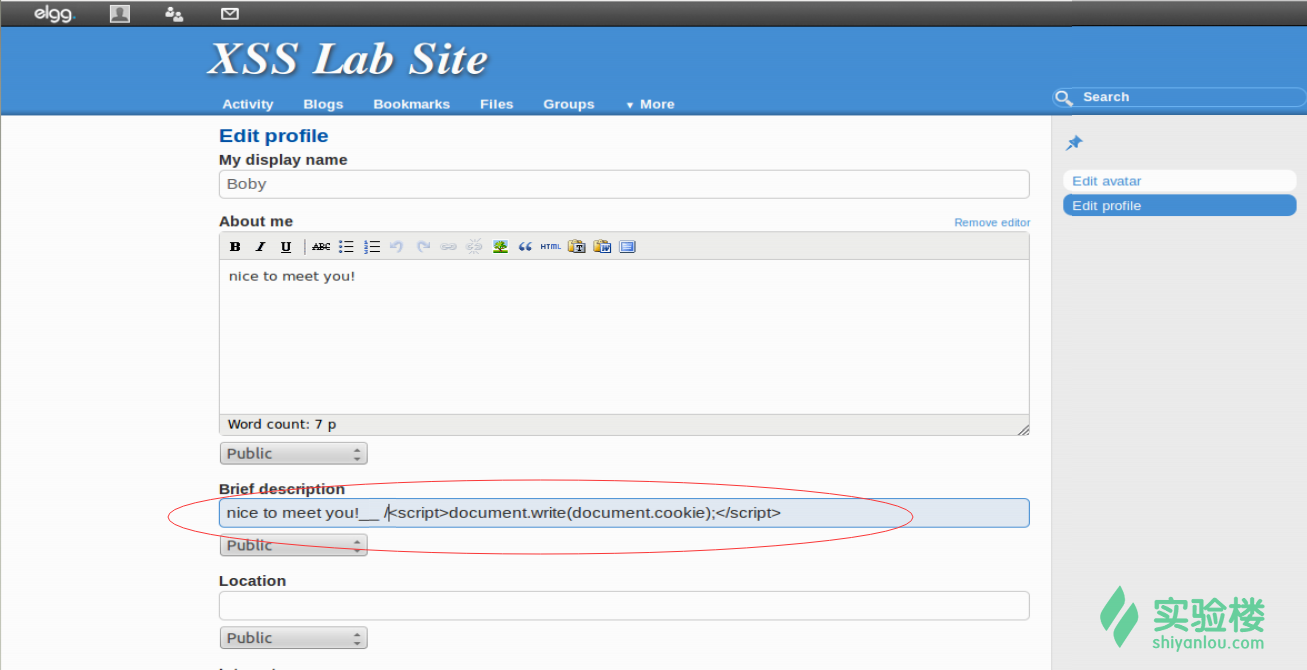 elgg.
XSS Lab Site
Activity Blogs Bookmarks Files Groups ▼ More
Search
Edit profile
My display name
Boby
About me
Remove editor
B I U ABC HTML
nice to meet you!
Word count: 7 p
Public
Brief description
nice to meet you!__ /<script>document.write(document.cookie);</script>
Public
Location
Public
Edit avatar
Edit profile
实验楼
shiyanlou.com